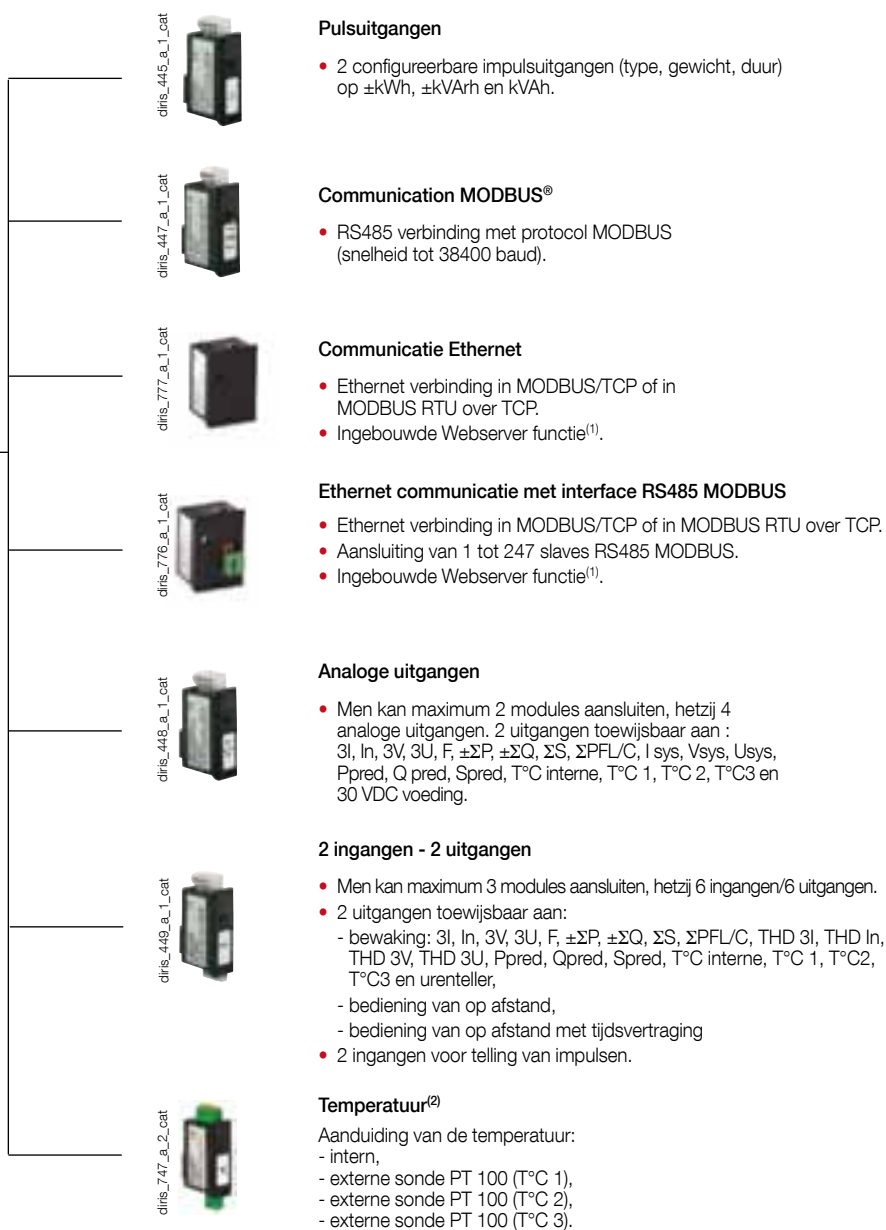 diris_445_a_1_cat
Pulsuitgangen
• 2 configureerbare impulsuitgangen (type, gewicht, duur)
op ±kWh, ±kVArh en kVAh.
diris_447_a_1_cat
Communication MODBUS®
• RS485 verbinding met protocol MODBUS
(snelheid tot 38400 baud).
diris_777_a_1_cat
Communicatie Ethernet
• Ethernet verbinding in MODBUS/TCP of in
MODBUS RTU over TCP.
• Ingebouwde Webserver functie(1).
diris_776_a_1_cat
Ethernet communicatie met interface RS485 MODBUS
• Ethernet verbinding in MODBUS/TCP of in MODBUS RTU over TCP.
• Aansluiting van 1 tot 247 slaves RS485 MODBUS.
• Ingebouwde Webserver functie(1).
diris_448_a_1_cat
Analoge uitgangen
• Men kan maximum 2 modules aansluiten, hetzij 4
analoge uitgangen. 2 uitgangen toewijsbaar aan :
3I, In, 3V, 3U, F, ±ΣP, ±ΣQ, ΣS, ΣPFL/C, I sys, Vsys, Usys,
Ppred, Q pred, Spred, T°C interne, T°C 1, T°C 2, T°C3 en
30 VDC voeding.
diris_449_a_1_cat
2 ingangen - 2 uitgangen
• Men kan maximum 3 modules aansluiten, hetzij 6 ingangen/6 uitgangen.
• 2 uitgangen toewijsbaar aan:
- bewaking: 3I, In, 3V, 3U, F, ±ΣP, ±ΣQ, ΣS, ΣPFL/C, THD 3I, THD In,
THD 3V, THD 3U, Ppred, Qpred, Spred, T°C interne, T°C 1, T°C2,
T°C3 en urenteller,
- bediening van op afstand,
- bediening van op afstand met tijdsvertraging
• 2 ingangen voor telling van impulsen.
diris_747_a_2_cat
Temperatuur(2)
Aanduiding van de temperatuur:
- intern,
- externe sonde PT 100 (T°C 1),
- externe sonde PT 100 (T°C 2),
- externe sonde PT 100 (T°C 3).